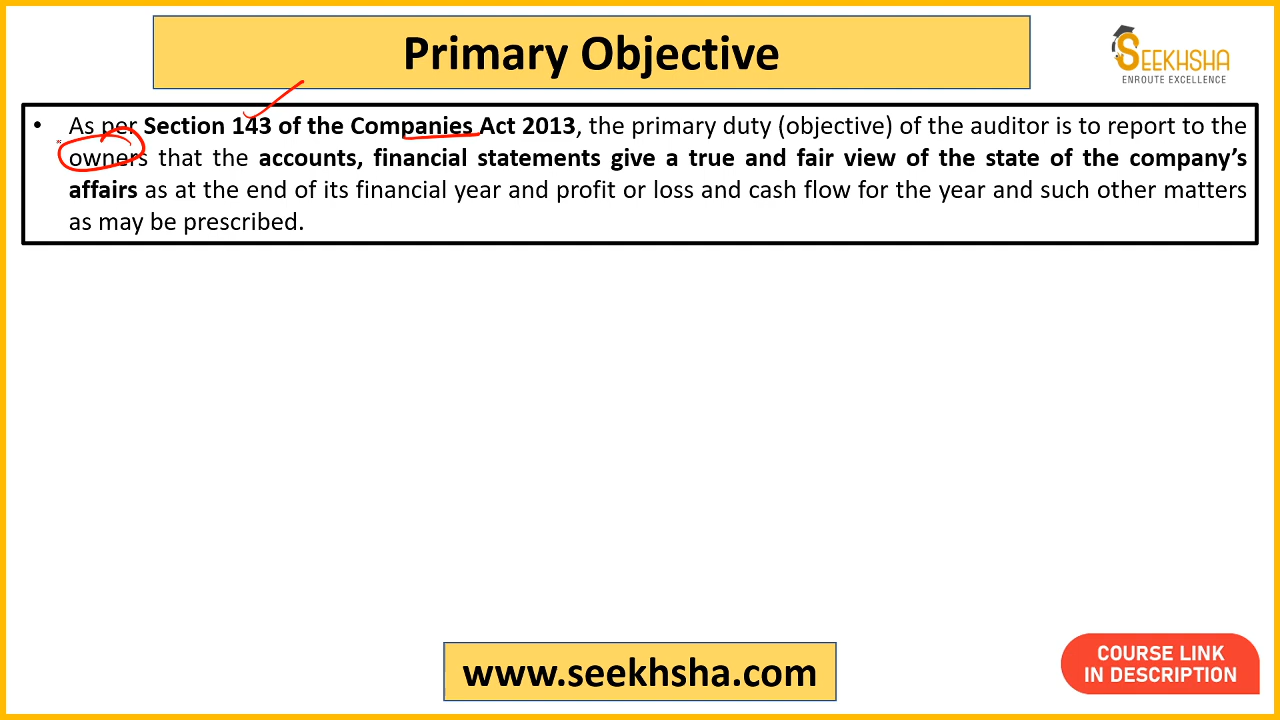 Primary Objective
SEEKHSHA
ENROUTE EXCELLENCE
• As per Section 143 of the Companies Act 2013, the primary duty (objective) of the auditor is to report to the
owners that the accounts, financial statements give a true and fair view of the state of the company's
affairs as at the end of its financial year and profit or loss and cash flow for the year and such other matters
as may be prescribed.
www.seekhsha.com
COURSE LINK
IN DESCRIPTION